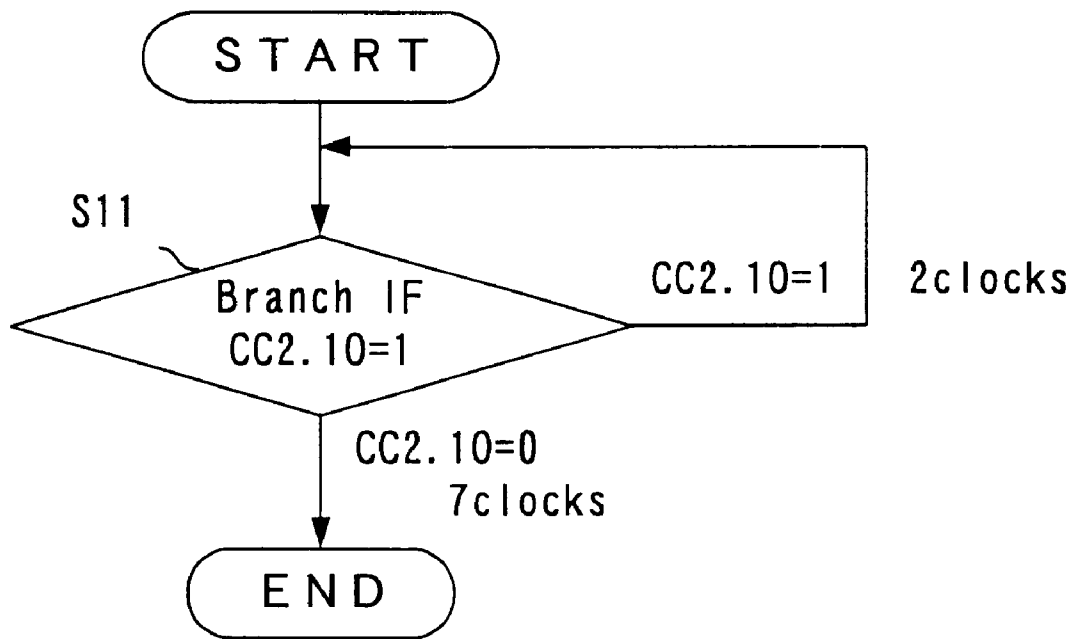 START
S11
Branch IF
CC2.10=1
CC2.10=1
2clocks
CC2.10=0
7clocks
END